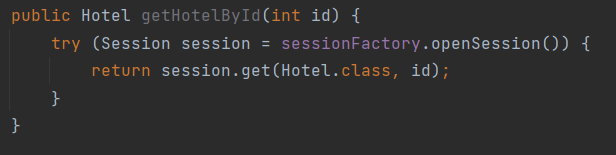 public Hotel getHotelById(int id) {
    try (Session session = sessionFactory.openSession()) {
        return session.get(Hotel.class, id);
    }
}